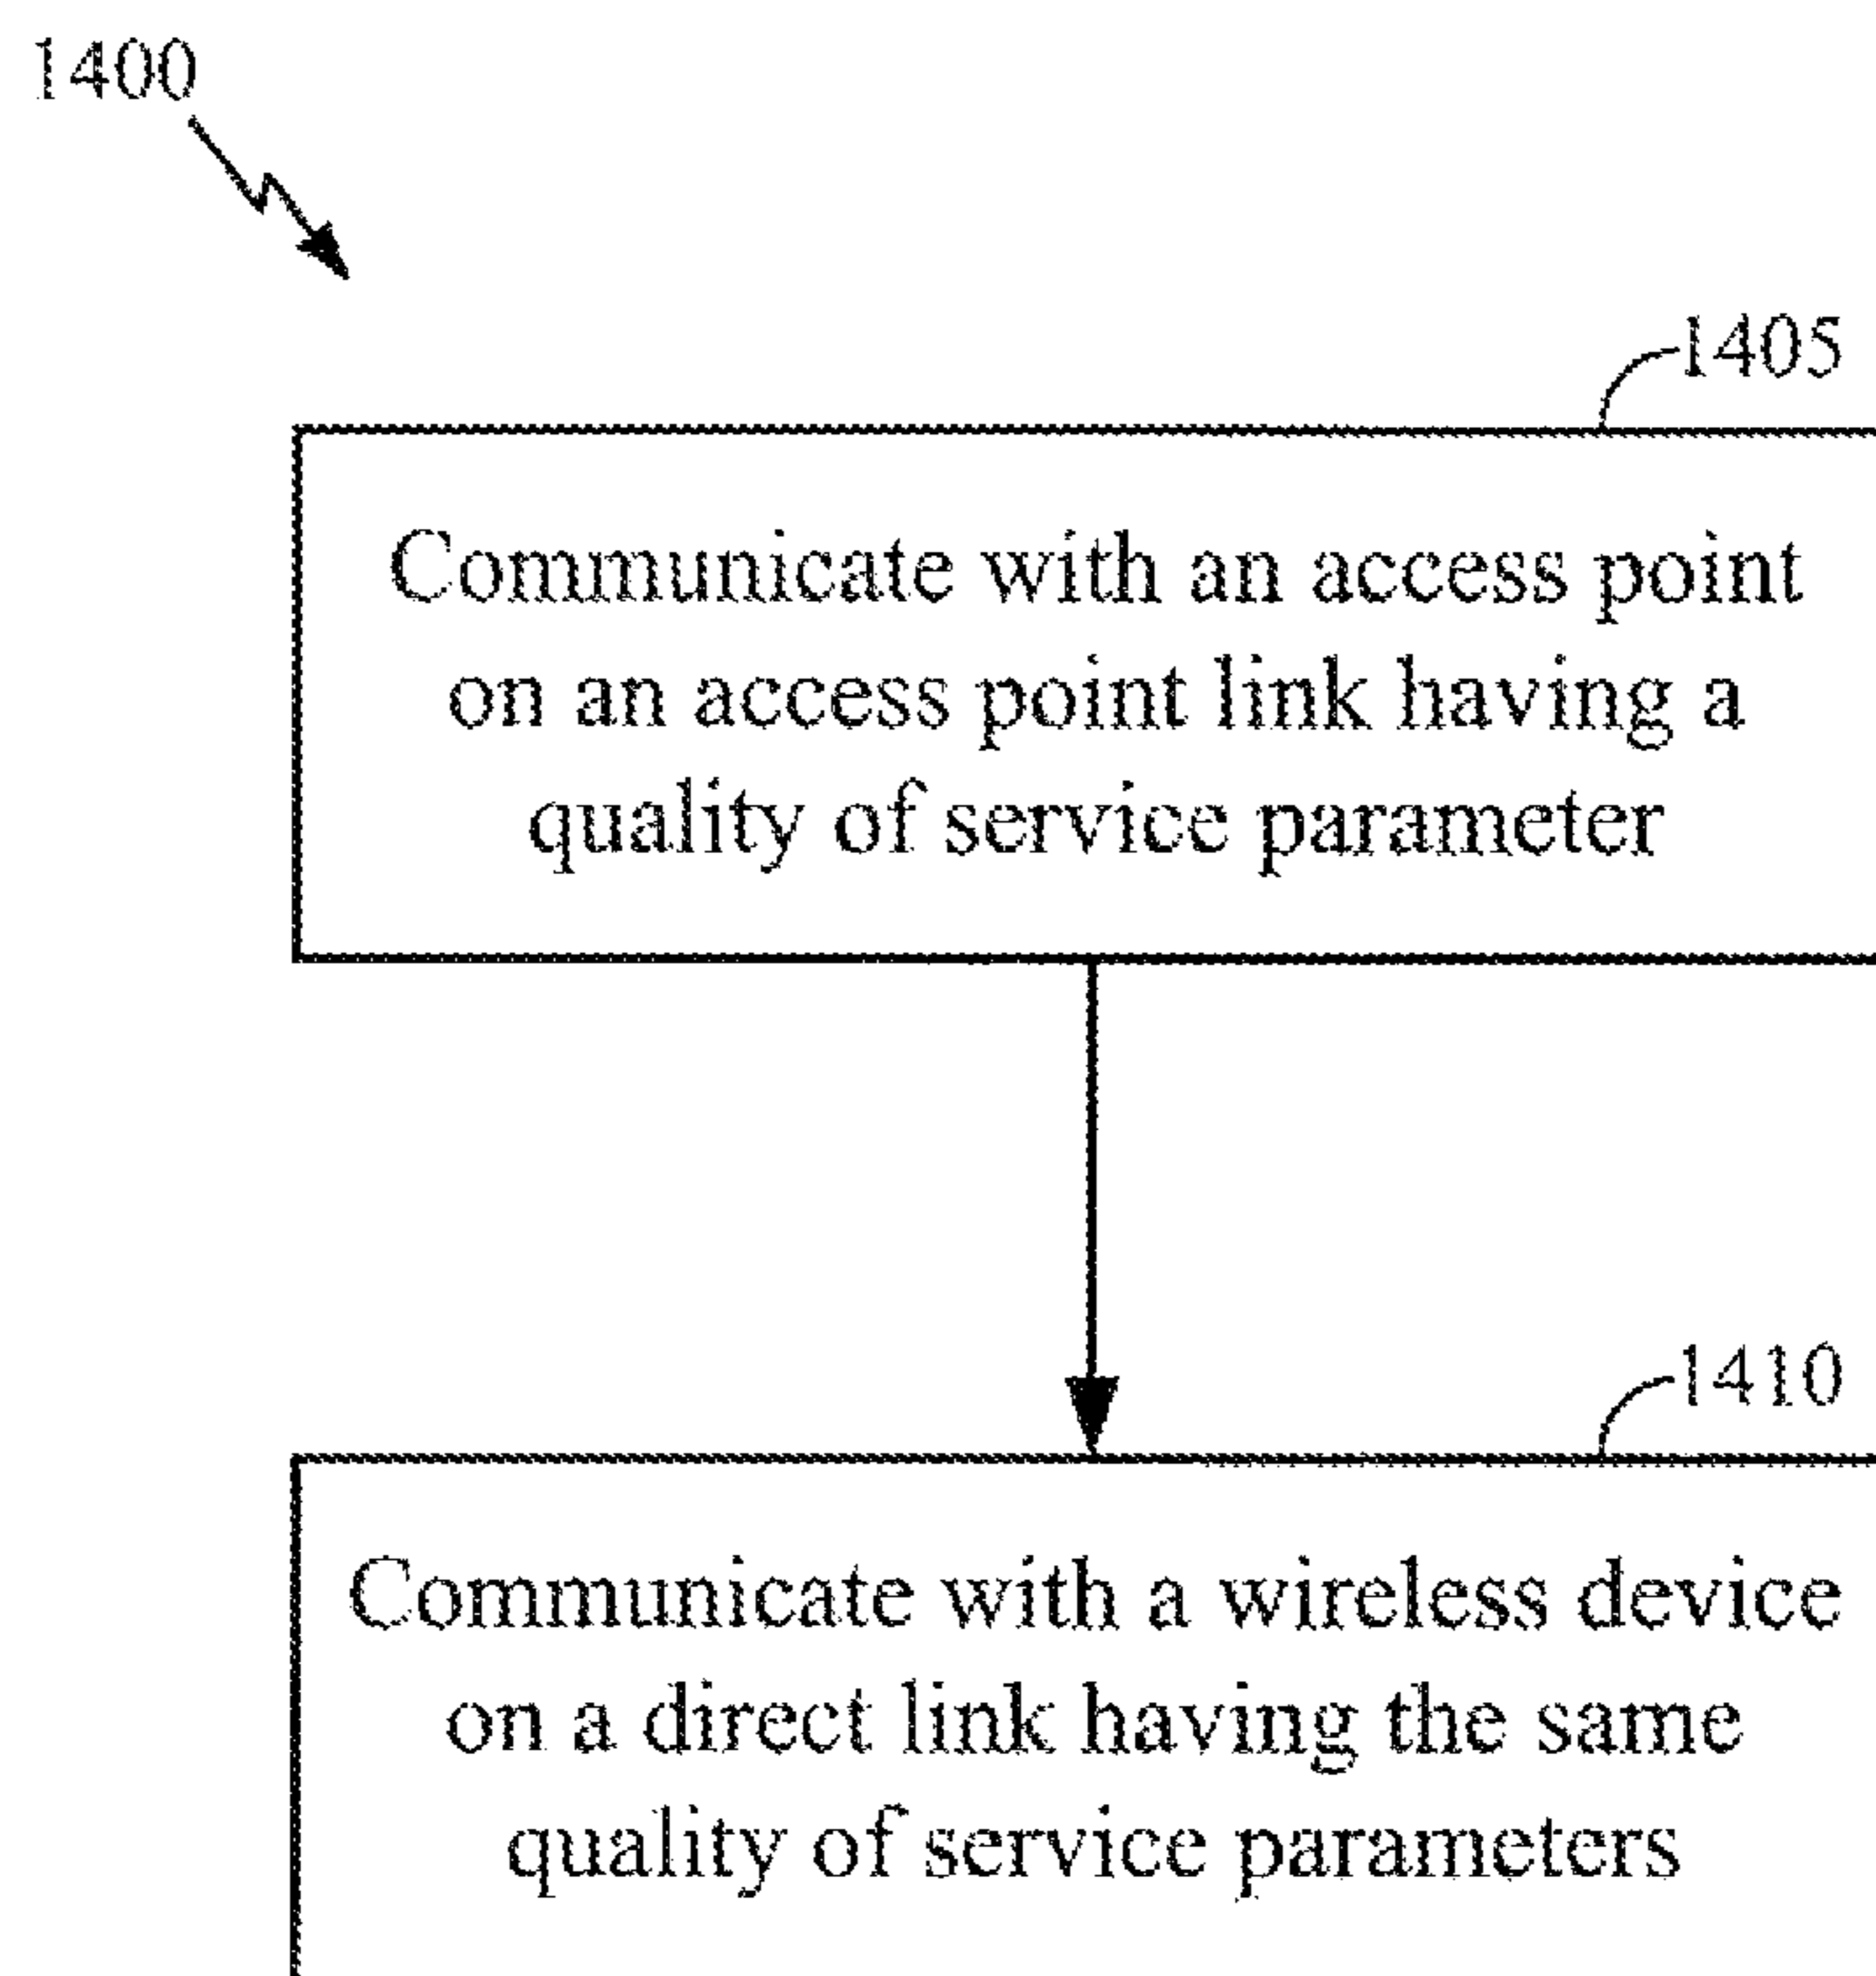 1400
1405
Communicate with an access point
on an access point link having a
quality of service parameter
1410
Communicate with a wireless device
on a direct link having the same
quality of service parameters